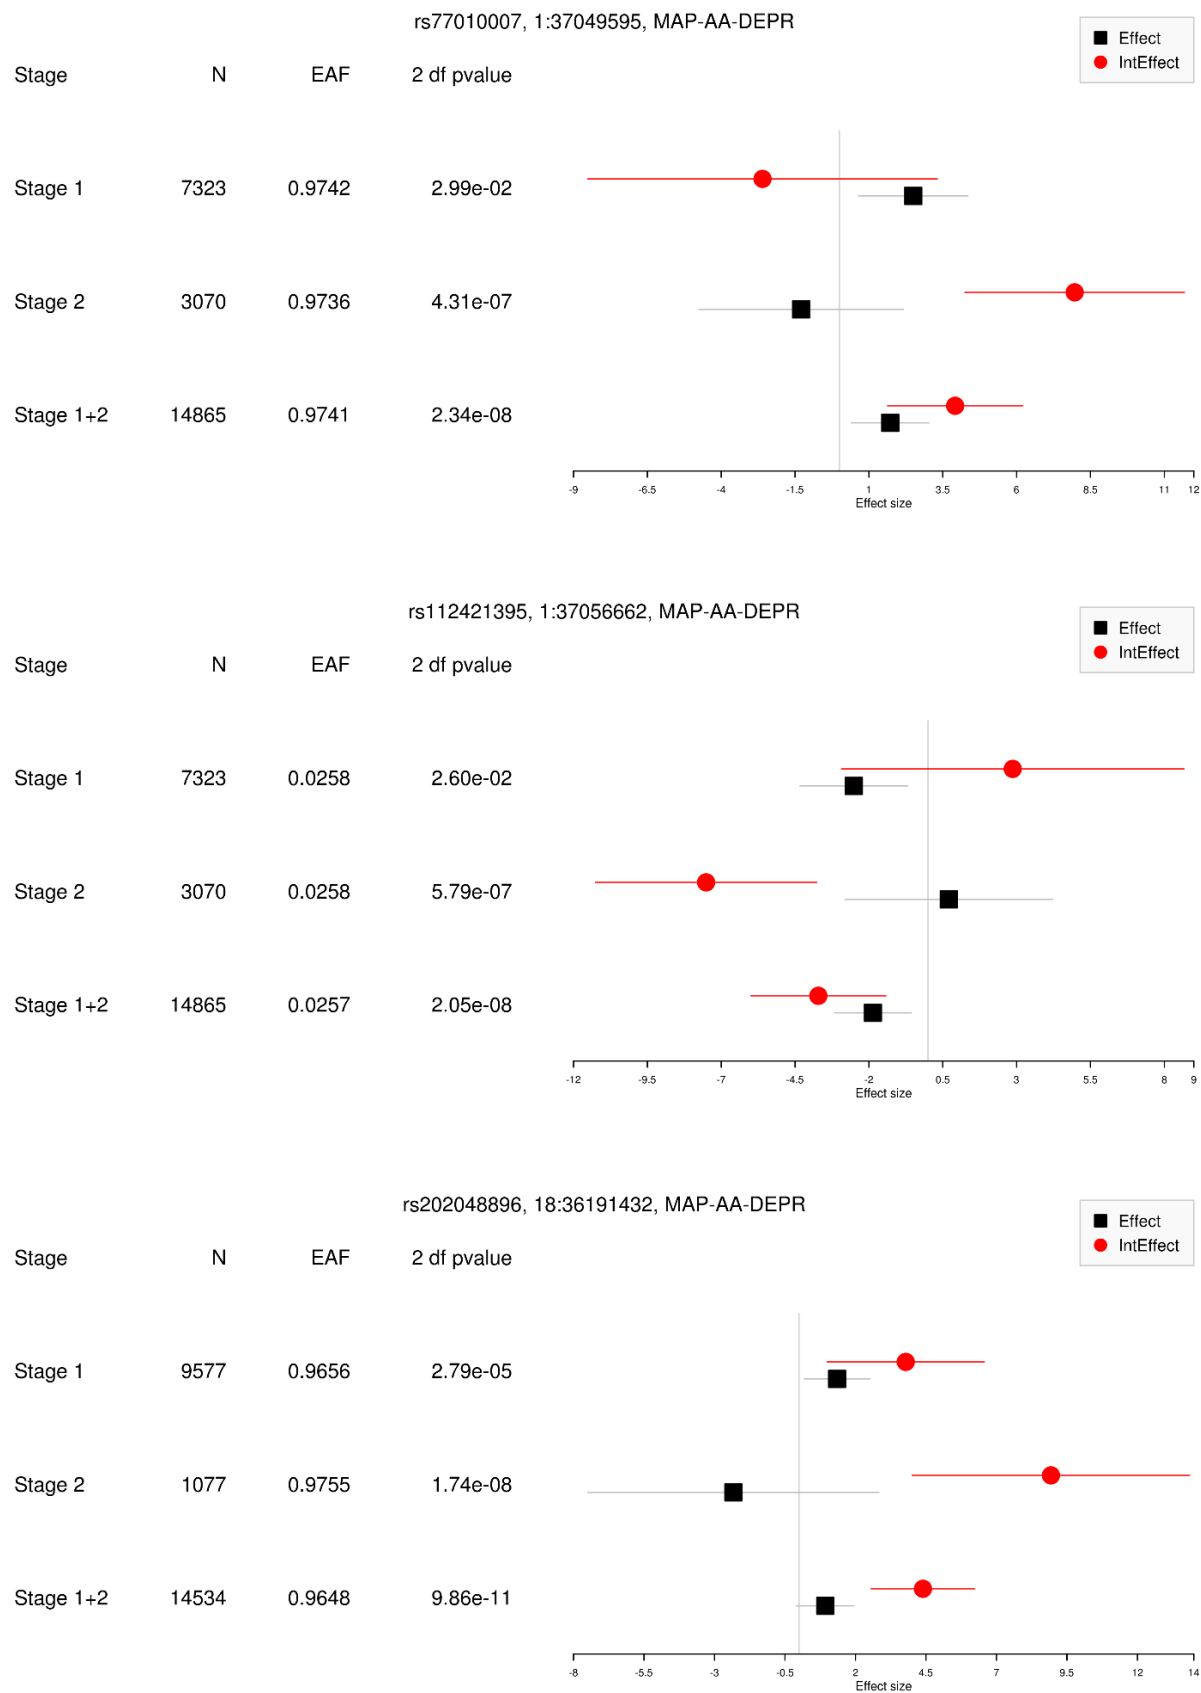 rs77010007, 1:37049595, MAP-AA-DEPR
Effect
IntEffect
Stage N EAF 2 df pvalue
Stage 1 7323 0.9742 2.99e-02
Stage 2 3070 0.9736 4.31e-07
Stage 1+2 14865 0.9741 2.34e-08
-9 -6.5 -4 -1.5 1 3.5 6 8.5 11 12
Effect size
rs112421395, 1:37056662, MAP-AA-DEPR
Effect
IntEffect
Stage N EAF 2 df pvalue
Stage 1 7323 0.0258 2.60e-02
Stage 2 3070 0.0258 5.79e-07
Stage 1+2 14865 0.0257 2.05e-08
-12 -9.5 -7 -4.5 -2 0.5 3 5.5 8 9
Effect size
rs202048896, 18:36191432, MAP-AA-DEPR
Effect
IntEffect
Stage N EAF 2 df pvalue
Stage 1 9577 0.9656 2.79e-05
Stage 2 1077 0.9755 1.74e-08
Stage 1+2 14534 0.9648 9.86e-11
-8 -5.5 -3 -0.5 2 4.5 7 9.5 12 14
Effect size